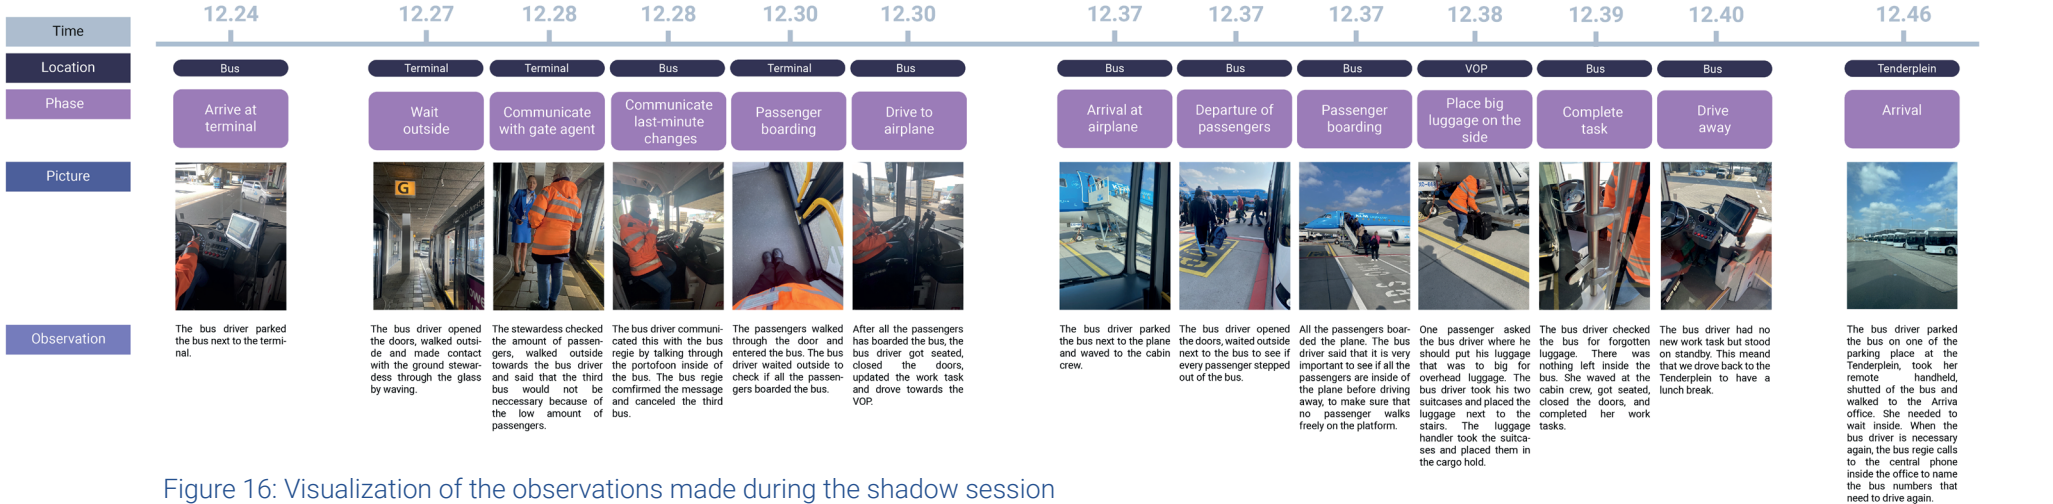 Time
12.24
12.27
12.28
12.28
12.30
12.30
12.37
12.37
12.37
12.38
12.39
12.40
12.46
Location
Bus
Terminal
Terminal
Bus
Terminal
Bus
Bus
Bus
Bus
VOP
Bus
Bus
Tenderplein
Phase
Arrive at
terminal
Wait
outside
Communicate
with gate agent
Communicate
last-minute
changes
Passenger
boarding
Drive to
airplane
Arrival at
airplane
Departure of
passengers
Passenger
boarding
Place big
luggage on the
side
Complete
task
Drive
away
Arrival
Picture
G
Observation
The bus driver parked
the bus next to the termi-
nal.
The bus driver opened
the doors, walked outsi-
de and made contact
with the ground stewar-
dess through the glass
by waving.
The stewardess checked
the amount of passen-
gers, walked outside
towards the bus driver
and said that the third
bus would not be
neccessary because of
the low amount of
passengers.
The bus driver communi-
cated this with the bus
regie by talking through
the portofoon inside of
the bus. The bus regie
comfirmed the message
and canceled the third
bus.
The passengers walked
through the door and
entered the bus. The bus
driver waited outside to
check if all the passen-
gers boarded the bus.
After all the passengers
has boarded the bus, the
bus driver got seated,
closed the doors,
updated the work task
and drove towards the
VOP.
The bus driver parked
the bus next to the plane
and waved to the cabin
crew.
The bus driver opened
the doors, waited outside
next to the bus to see if
every passenger stepped
out of the bus.
All the passengers boar-
ded the plane. The bus
driver said that it is very
important to see if all the
passengers are inside of
the plane before driving
away, to make sure that
no passenger walks
freely on the platform.
One passenger asked
the bus driver where he
should put his luggage
that was to big for
overhead luggage. The
bus driver took his two
suitcases and placed the
luggage next to the
stairs. The luggage
handler took the suitca-
ses and placed them in
the cargo hold.
The bus driver checked
the bus for forgotten
luggage. There was
nothing left inside the
bus. She waved at the
cabin crew, got seated,
closed the doors, and
completed her work
tasks.
The bus driver had no
new work task but stood
on standby. This meand
that we drove back to the
Tenderplein to have a
lunch break.
The bus driver parked
the bus on one of the
parking place at the
Tenderplein, took her
remote handheld,
shutted of the bus and
walked to the Arriva
office. She needed to
wait inside. When the
bus driver is necessary
again, the bus regie calls
to the central phone
inside the office to name
the bus numbers that
need to drive again.
Figure 16: Visualization of the observations made during the shadow session